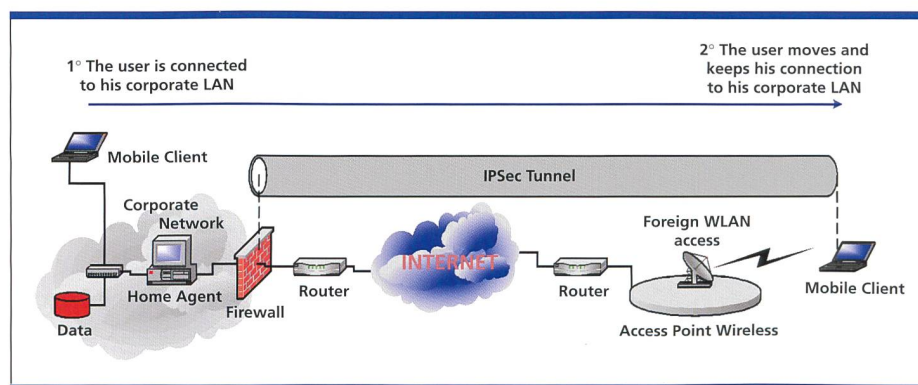 1° The user is connected
to his corporate LAN
2° The user moves and
keeps his connection
to his corporate LAN
Mobile Client
IPSec Tunnel
Corporate
Network
Foreign WLAN
access
INTERNET
Home Agent
Router
Router
Mobile Client
Data
Firewall
Access Point Wireless